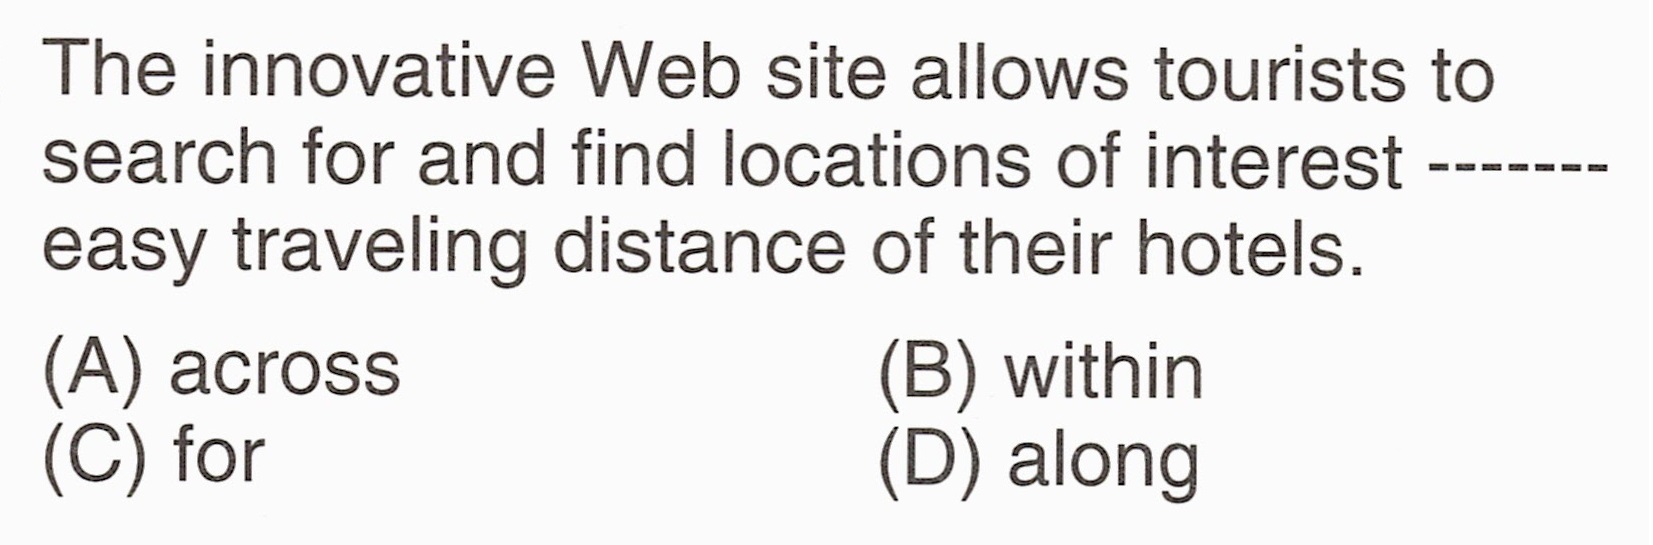 The innovative Web site allows tourists to
search for and find locations of interest -------
easy traveling distance of their hotels.
(A) across (B) within
(C) for (D) along